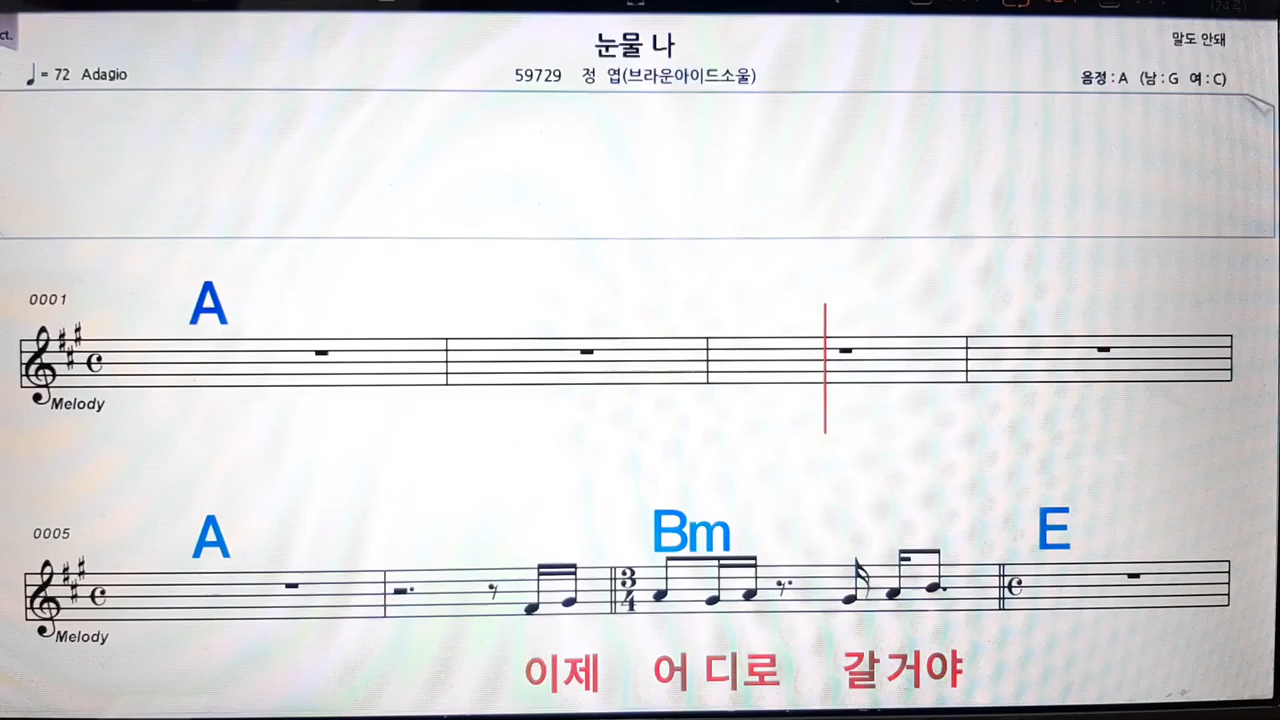 ct.
눈물 나
말도 안돼
= 72 Adagio
59729 정 엽(브라운아이드소울)
음정 : A (남 : G 여 : C)
0001
A
Melody
0005
A Bm E
3
4
Melody
이제 어 디로 갈 거야